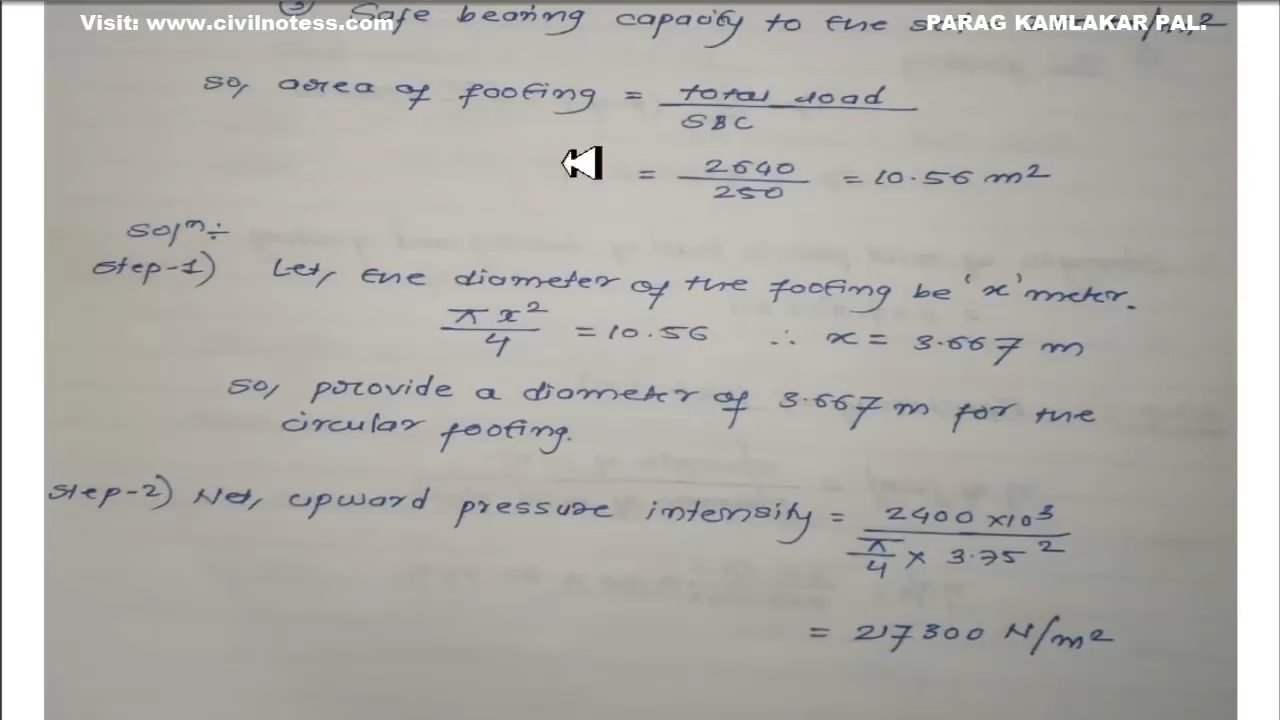 Visit: www.civilnotess.com
PARAG KAMLAKAR PAL.
Safe bearing capacity to the
/m2
so, area of footing = total load / SBC
= 2640 / 250 = 10.56 m2
Soln ÷
Step-1) Let, the diameter of the footing be 'x' meter.
π x2 / 4 = 10.56 ∴ x = 3.667 m
so, provide a diameter of 3.667 m for the
circular footing.
Step-2) Net, upward pressure intensity = 2400 x103 / π/4 x 3.75 2
= 217300 N/m2